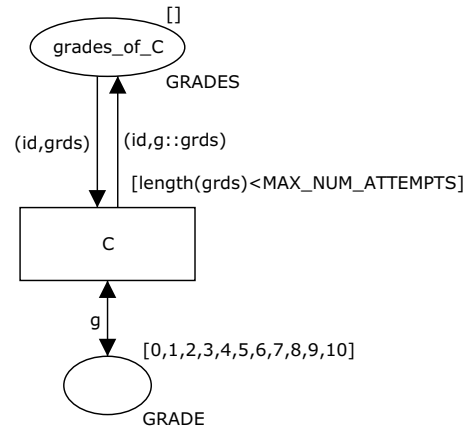 []
grades_of_C
GRADES
(id,grds)
(id,g::grds)
[length(grds)<MAX_NUM_ATTEMPTS]
C
g
[0,1,2,3,4,5,6,7,8,9,10]
GRADE